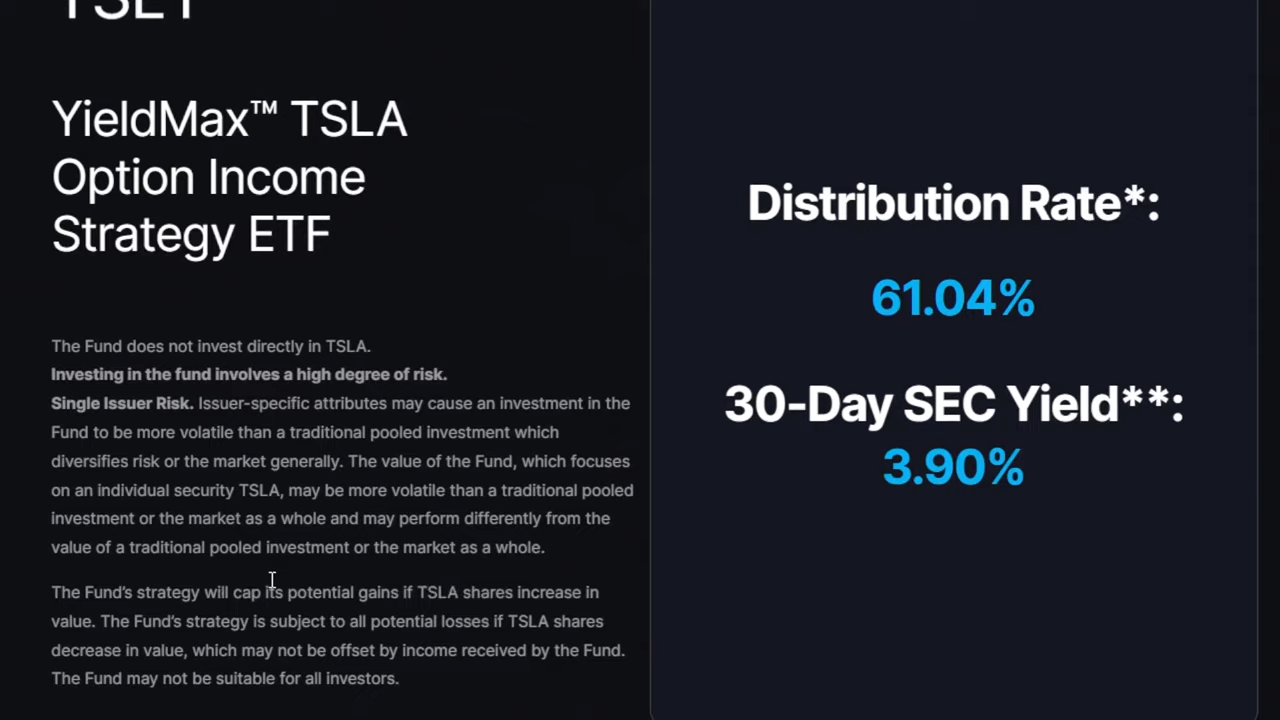 TSLY
YieldMax™ TSLA
Option Income
Strategy ETF
The Fund does not invest directly in TSLA.
Investing in the fund involves a high degree of risk.
Single Issuer Risk. Issuer-specific attributes may cause an investment in the
Fund to be more volatile than a traditional pooled investment which
diversifies risk or the market generally. The value of the Fund, which focuses
on an individual security TSLA, may be more volatile than a traditional pooled
investment or the market as a whole and may perform differently from the
value of a traditional pooled investment or the market as a whole.
The Fund's strategy will cap its potential gains if TSLA shares increase in
value. The Fund's strategy is subject to all potential losses if TSLA shares
decrease in value, which may not be offset by income received by the Fund.
The Fund may not be suitable for all investors.
Distribution Rate*:
61.04%
30-Day SEC Yield**:
3.90%